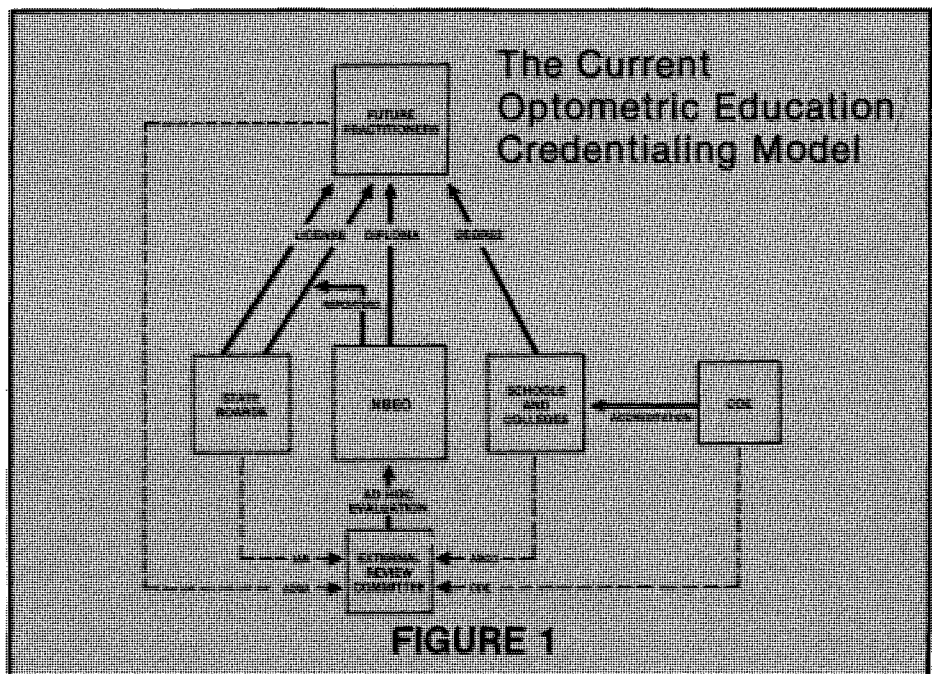 The Current
Optometric Education
Credentialing Model
FUTURE
PRACTITIONERS
LICENSE DIPLOMA DEGREE
STATE
BOARDS
NBEO
SCHOOLS
AND
COLLEGES
COE
ACCREDITATION
AD HOC
EVALUATION
EXTERNAL
REVIEW
COMMITTEE
ASCO
COE
FIGURE 1